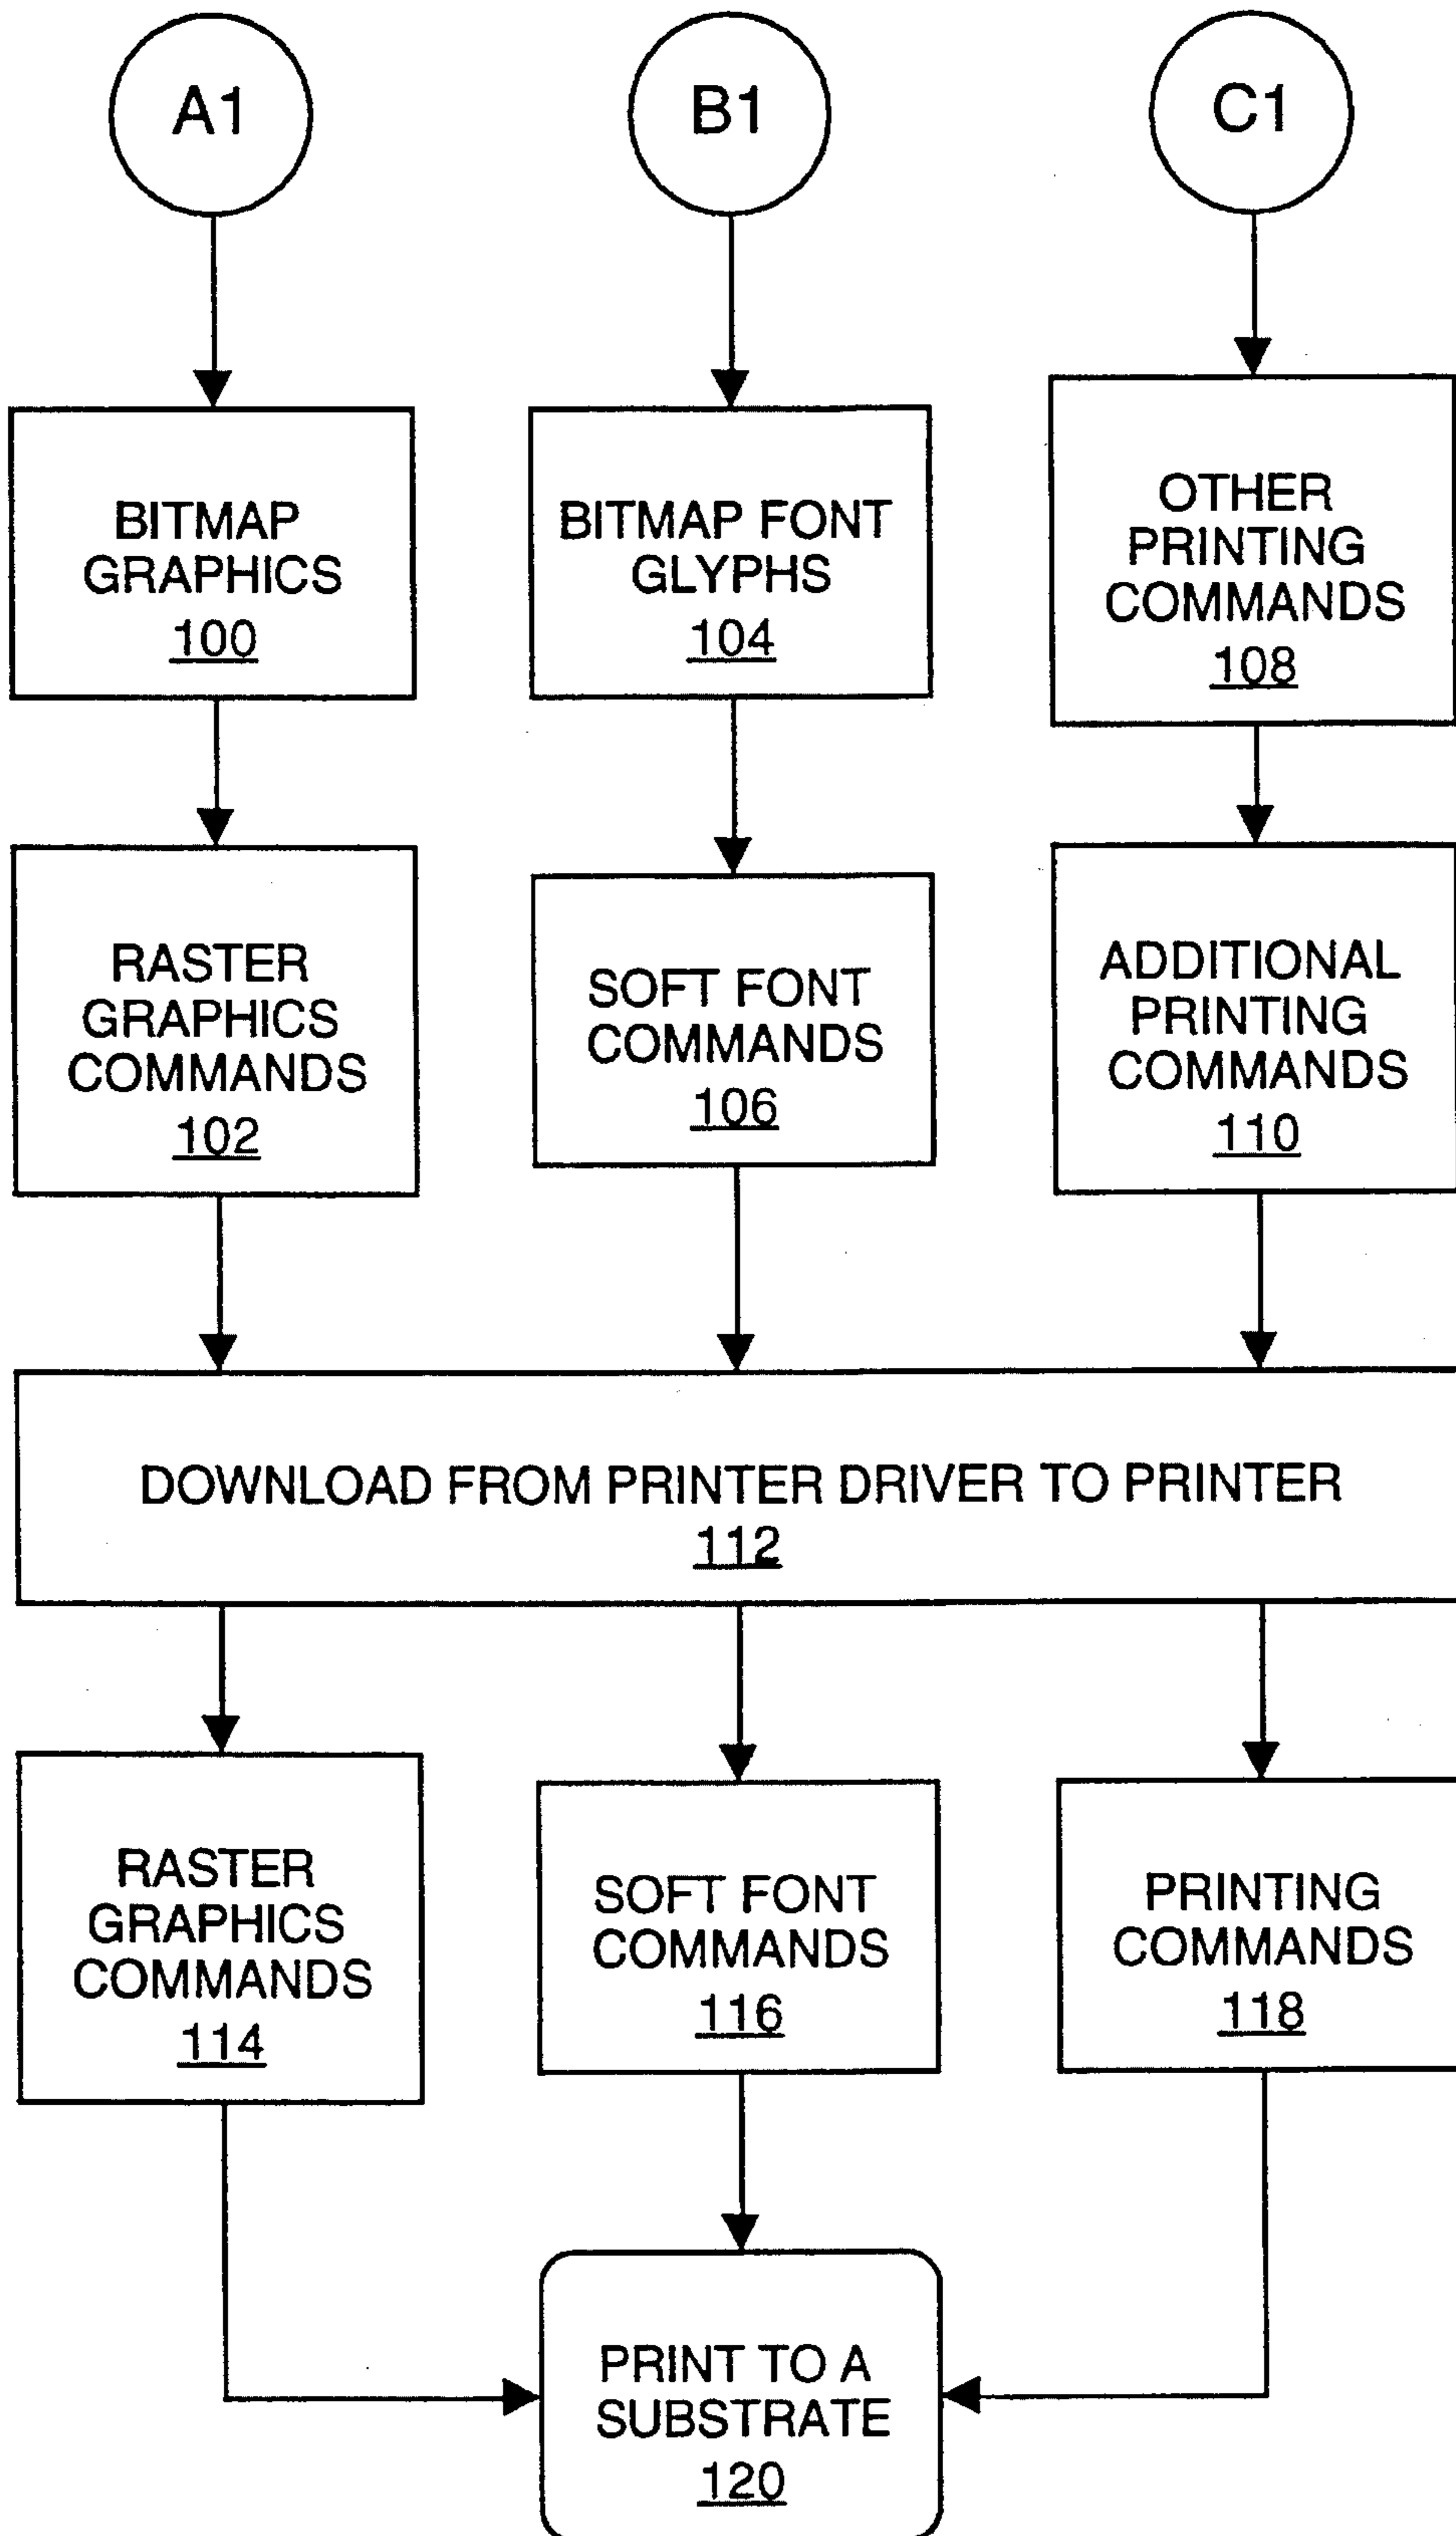 A1
B1
C1
BITMAP
GRAPHICS
100
BITMAP FONT
GLYPHS
104
OTHER
PRINTING
COMMANDS
108
RASTER
GRAPHICS
COMMANDS
102
SOFT FONT
COMMANDS
106
ADDITIONAL
PRINTING
COMMANDS
110
DOWNLOAD FROM PRINTER DRIVER TO PRINTER
112
RASTER
GRAPHICS
COMMANDS
114
SOFT FONT
COMMANDS
116
PRINTING
COMMANDS
118
PRINT TO A
SUBSTRATE
120